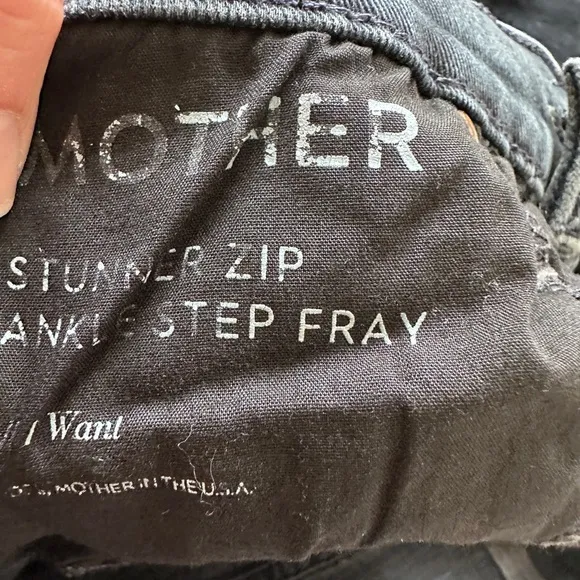 MOTHER
STUNNER ZIP
ANKLE STEP FRAY
I Want
MOTHER IN THE U.S.A.